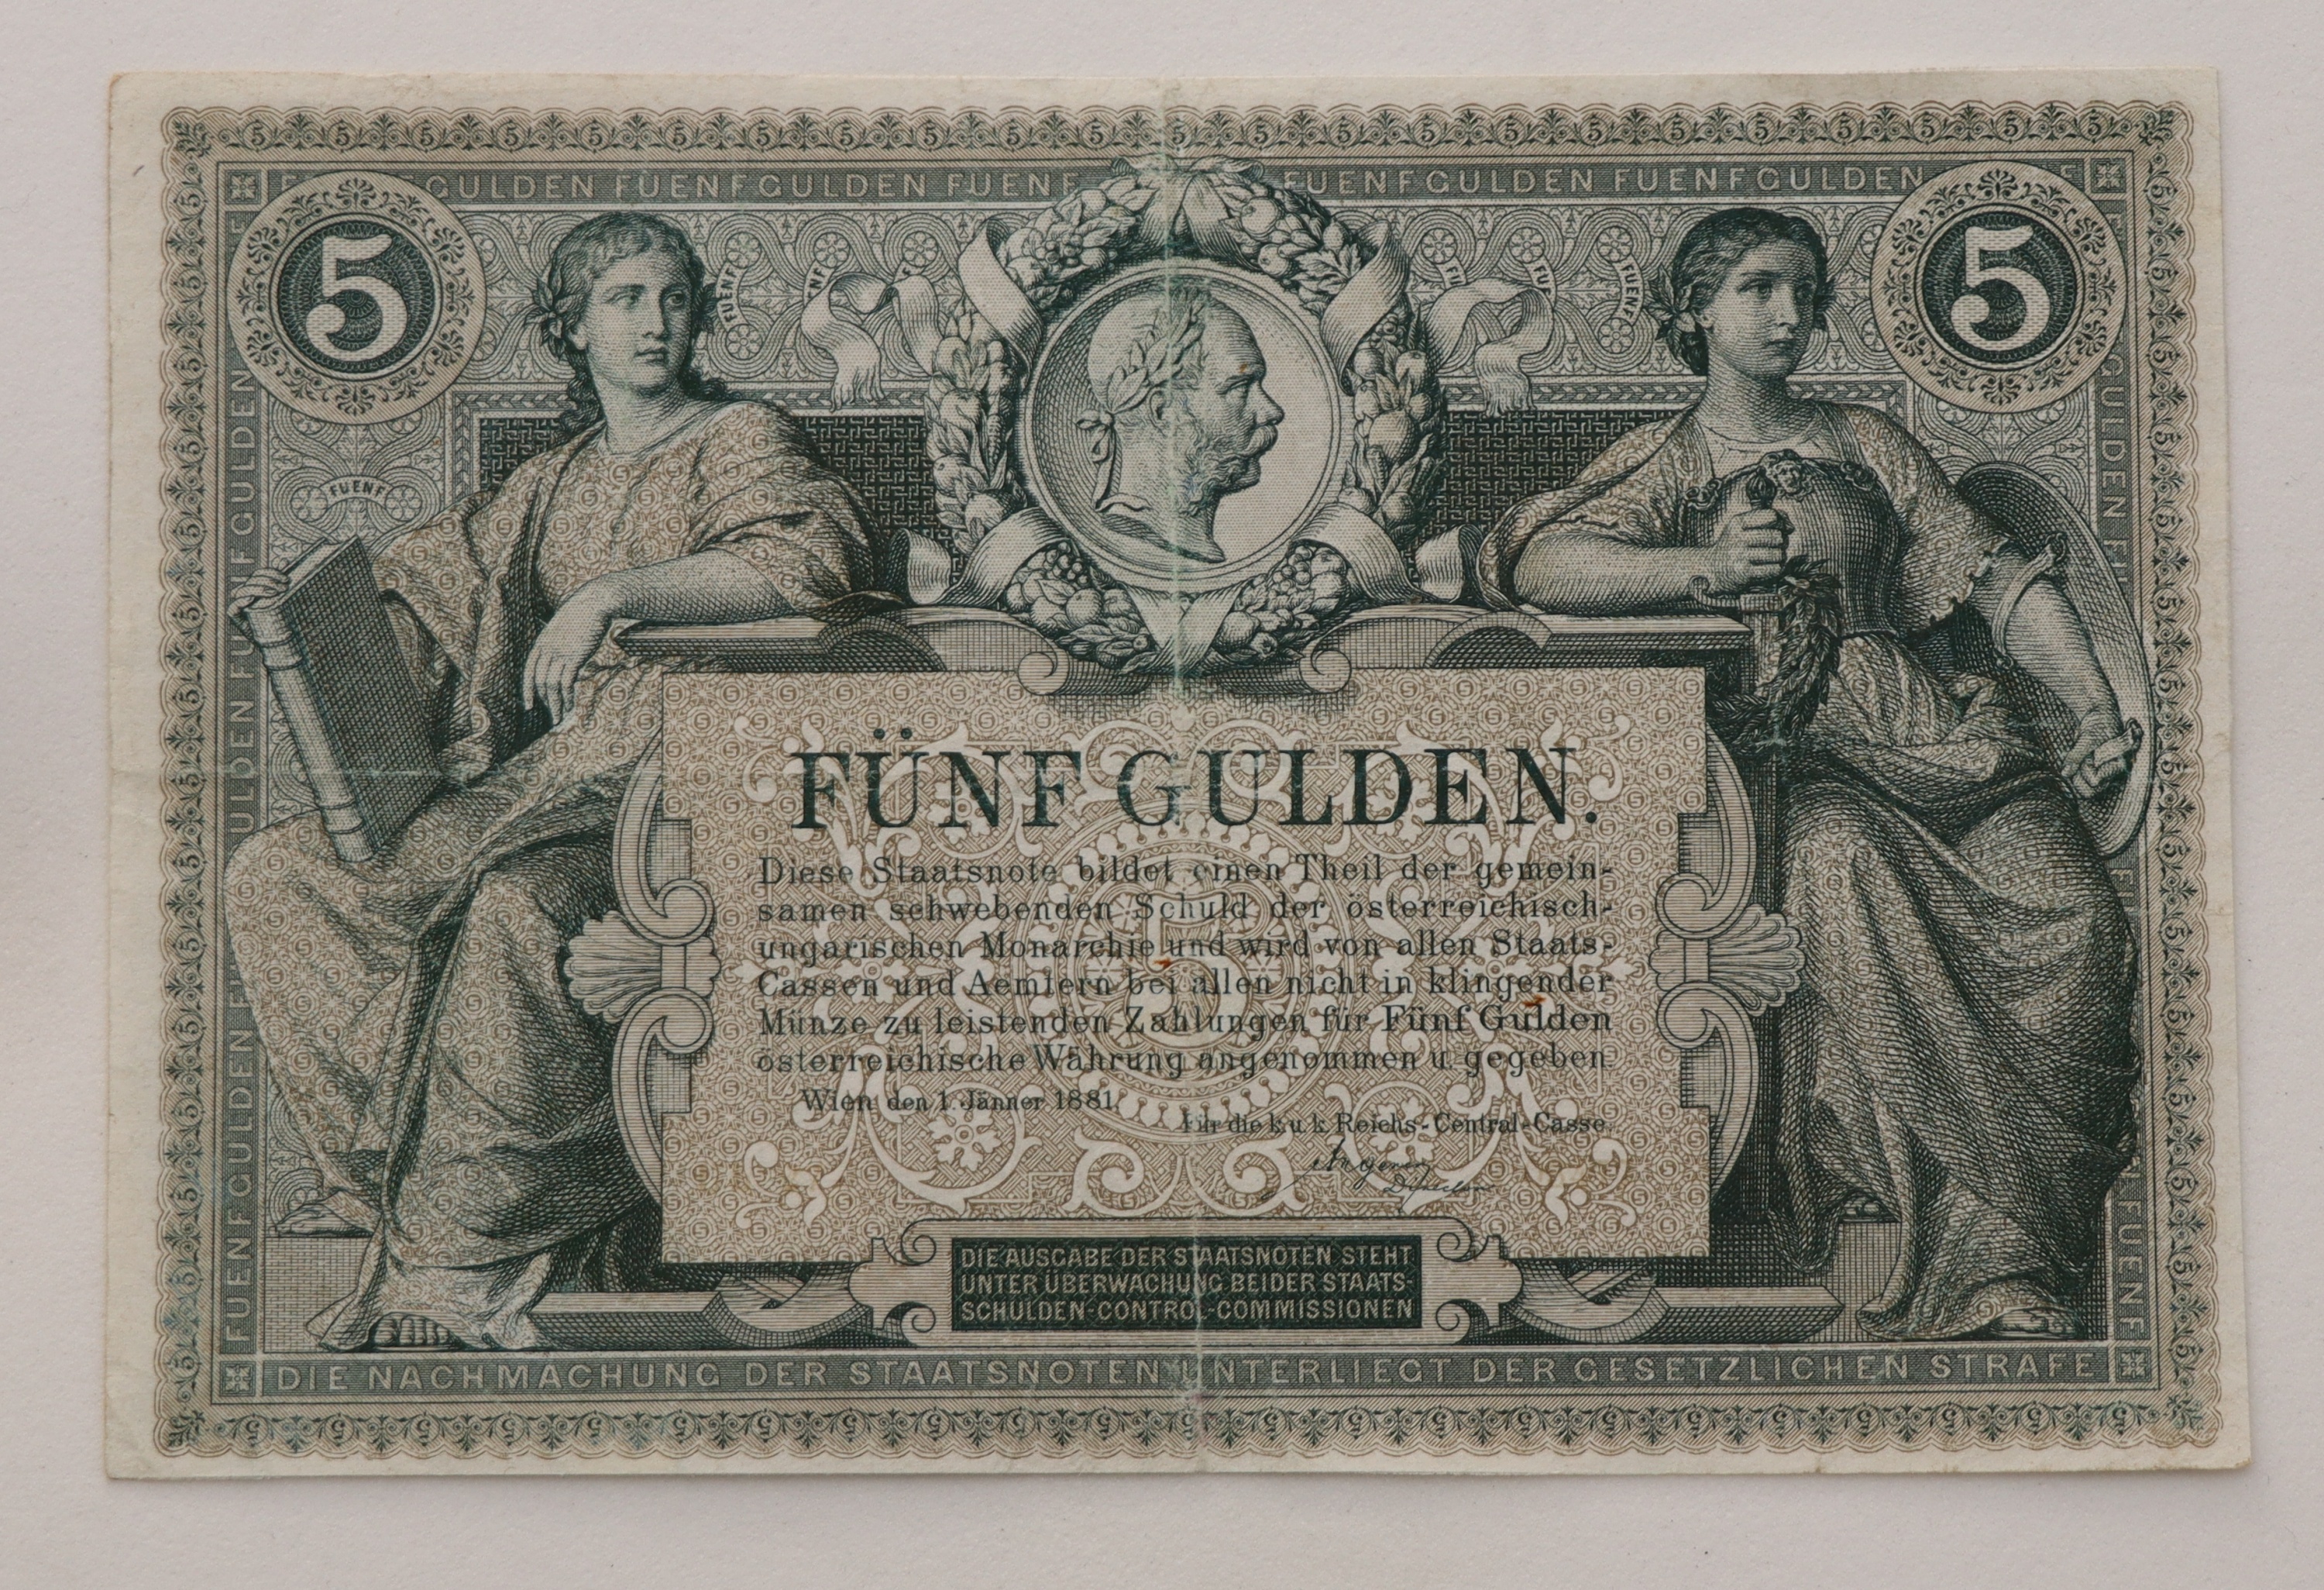 5
FUENFGULDEN FUENFGULDEN FUENF
FUENFGULDEN FUENFGULDEN
5
FUENF
FUENF
FUENF
FÜNF GULDEN.
Diese Staatsnote bildet einen Theil der gemein-
samen schwebenden Schuld der österreichisch-
ungarischen Monarchie und wird von allen Staats-
Cassen und Aemtern bei allen nicht in klingender
Münze zu leistenden Zahlungen für Fünf Gulden
österreichische Währung angenommen u. gegeben
Wien den 1. Jänner 1881.
Für die k. u. k. Reichs-Central-Casse.
DIE AUSGABE DER STAATSNOTEN STEHT
UNTER ÜBERWACHUNG BEIDER STAATS-
SCHULDEN-CONTROL-COMMISSIONEN
DIE NACHMACHUNG DER STAATSNOTEN UNTERLIEGT DER GESETZLICHEN STRAFE